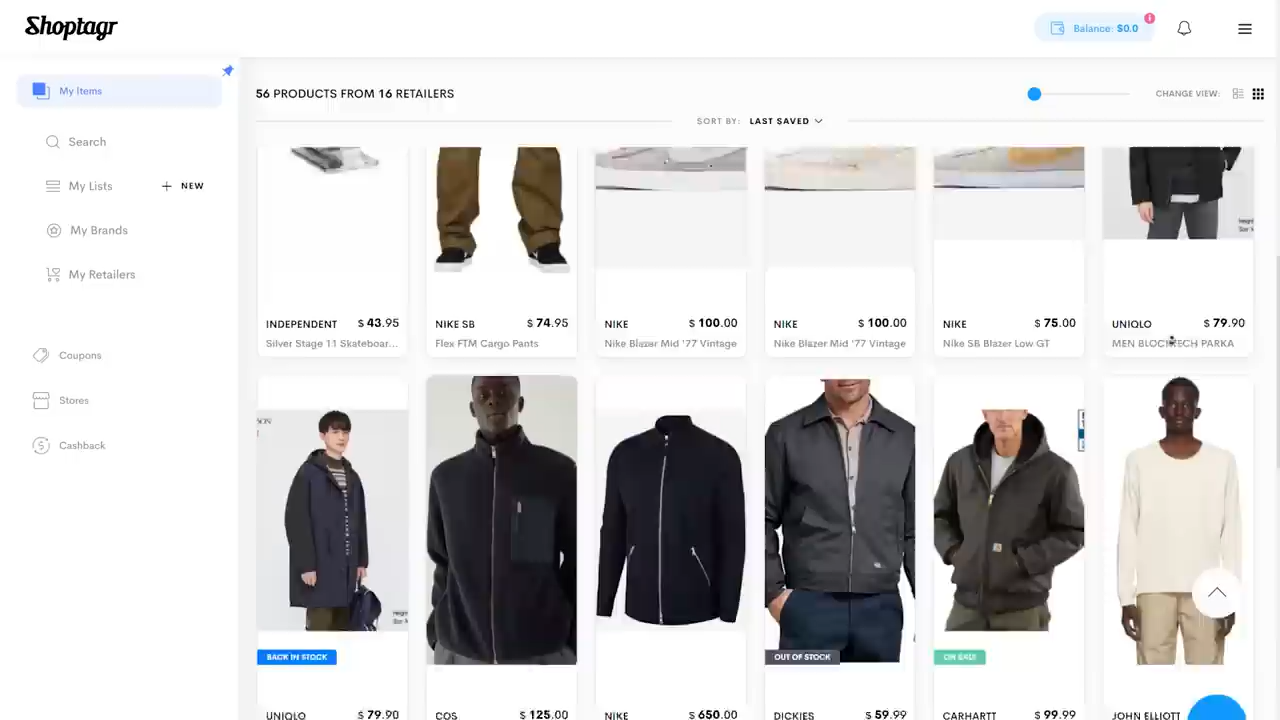 Shoptagr
Balance: $0.0
My Items
Search
My Lists
+ NEW
My Brands
My Retailers
Coupons
Stores
Cashback
56 PRODUCTS FROM 16 RETAILERS
CHANGE VIEW:
SORT BY: LAST SAVED
INDEPENDENT $ 43.95
Silver Stage 11 Skateboar...
NIKE SB $ 74.95
Flex FTM Cargo Pants
NIKE $ 100.00
Nike Blazer Mid '77 Vintage
NIKE $ 100.00
Nike Blazer Mid '77 Vintage
NIKE $ 75.00
Nike SB Blazer Low GT
UNIQLO $ 79.90
MEN BLOCKTECH PARKA
BACK IN STOCK
UNIQLO $ 79.90
COS $ 125.00
NIKE $ 650.00
OUT OF STOCK
DICKIES $ 59.99
CARHARTT $ 99.99
JOHN ELLIOTT